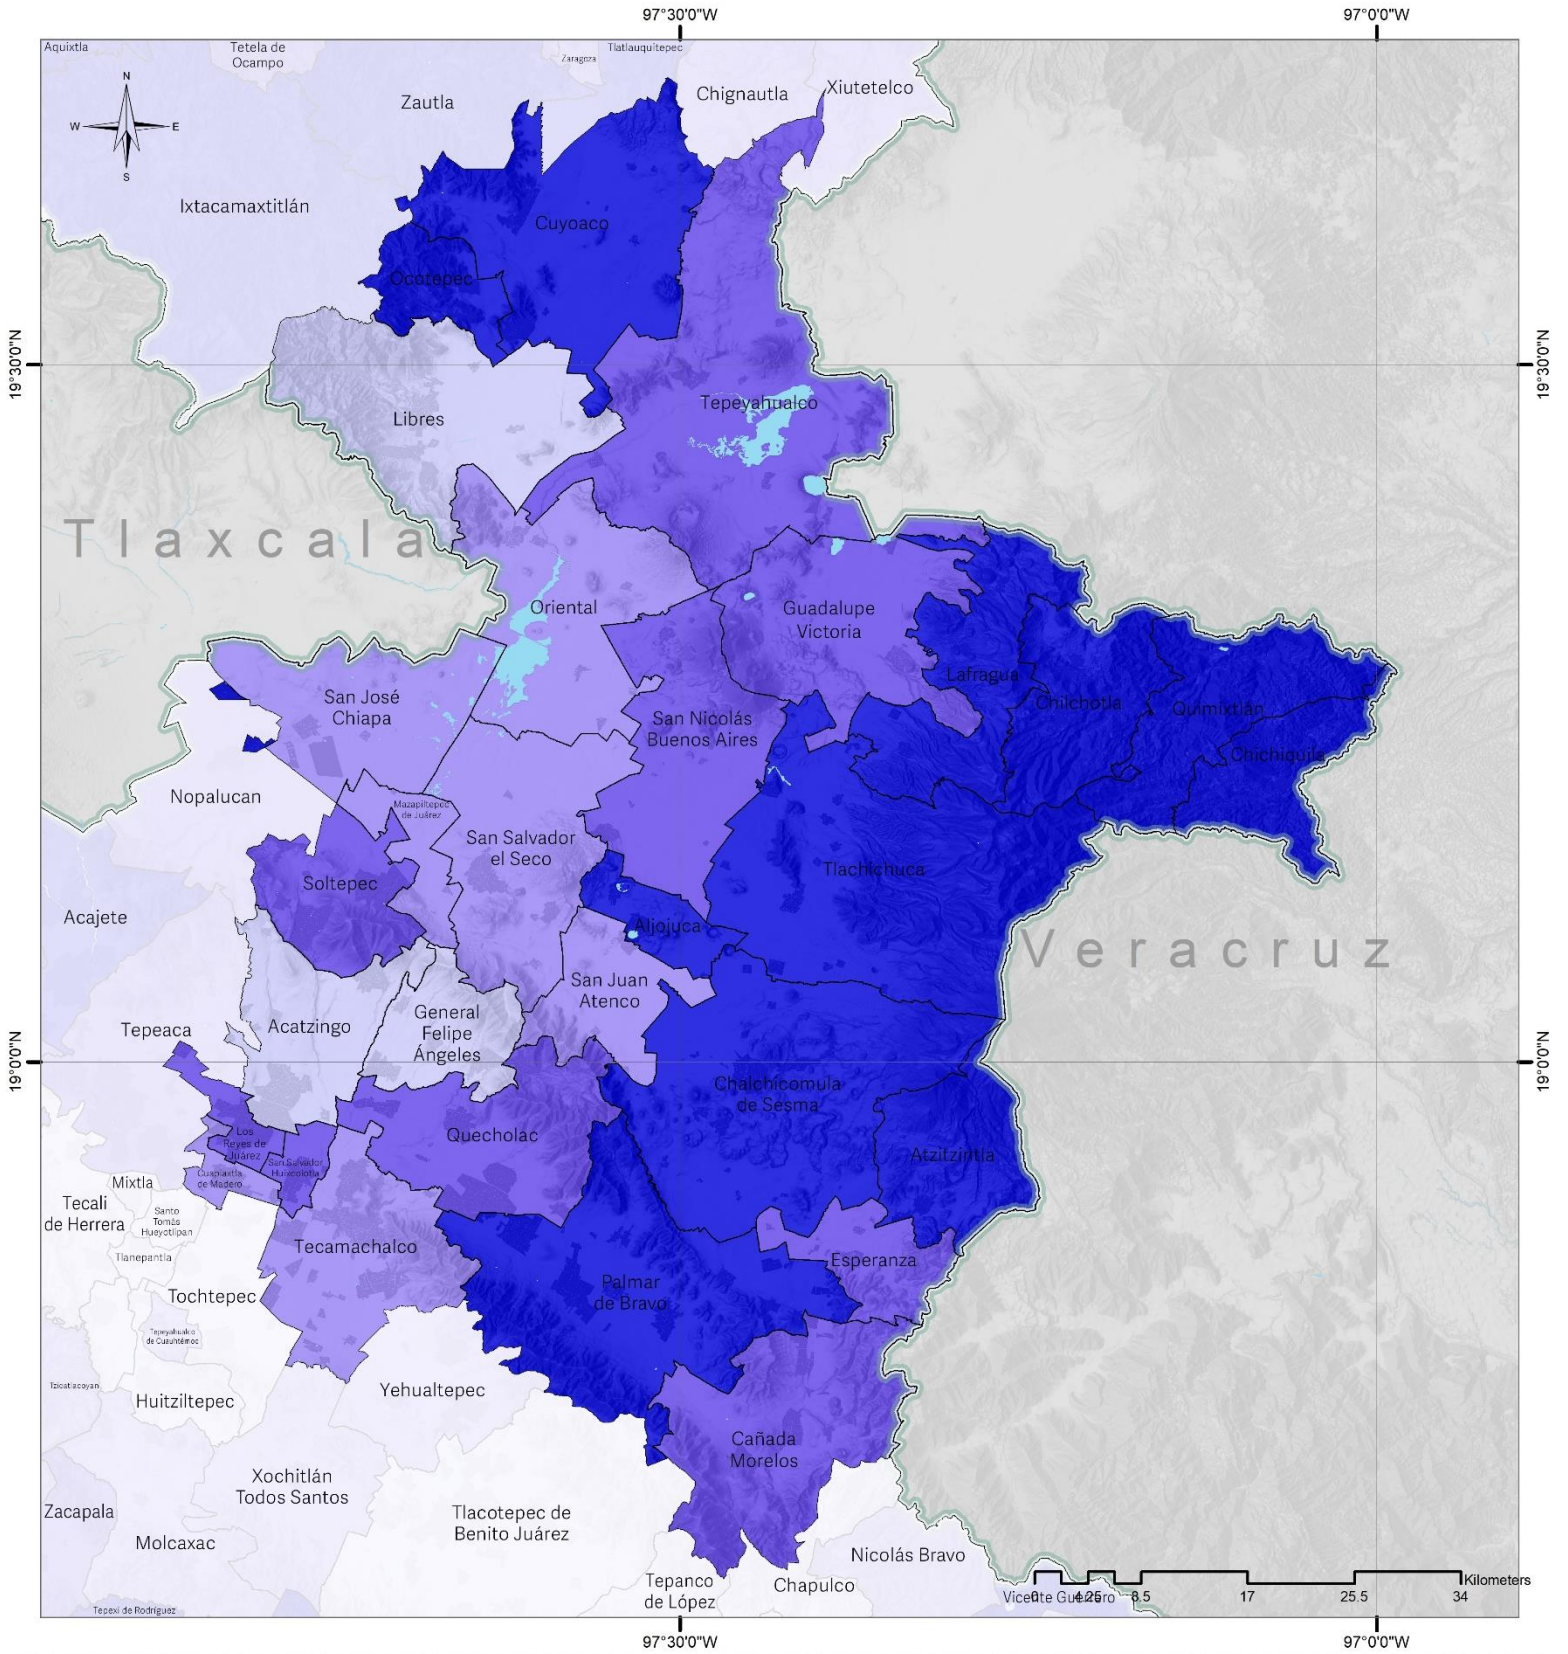 97°30'0"W
97°0'0"W
Aquixtla
Tetela de
Ocampo
Zaragoza
Tlatlauquitepec
N
W
E
S
Zautla
Chignautla
Xiutetelco
Ixtacamaxtitlán
Cuyoaco
Ocotepec
19°30'0"N
19°30'0"N
Libres
Tepeyahualco
Tlaxcala
Oriental
Guadalupe
Victoria
Lafragua
San José
Chiapa
San Nicolás
Buenos Aires
Chilchotla
Quimixtlán
Chichiquila
Nopalucan
Mazapiltepec
de Juárez
San Salvador
el Seco
Tlachichuca
Soltepec
Acajete
Aljojuca
Veracruz
San Juan
Atenco
Tepeaca
Acatzingo
General
Felipe
Ángeles
19°0'0"N
19°0'0"N
Chalchicomula
de Sesma
Quecholac
Los
Reyes de
Juárez
San Salvador
Huixcolotla
Cuapiaxtla
de Madero
Atzitzintla
Mixtla
Tecali
de Herrera
Santo
Tomás
Hueyotlipan
Tlanepantla
Tecamachalco
Esperanza
Palmar
de Bravo
Tochtepec
Tepeyahualco
de Cuauhtémoc
Tzicatlacoyan
Huitziltepec
Yehualtepec
Cañada
Morelos
Xochitlán
Todos Santos
Zacapala
Tlacotepec de
Benito Juárez
Molcaxac
Nicolás Bravo
Tepanco
de López
Chapulco
Tepexi de Rodríguez
Vicente Guerrero
0 4.25 8.5 17 25.5 34
Kilometers
97°30'0"W
97°0'0"W